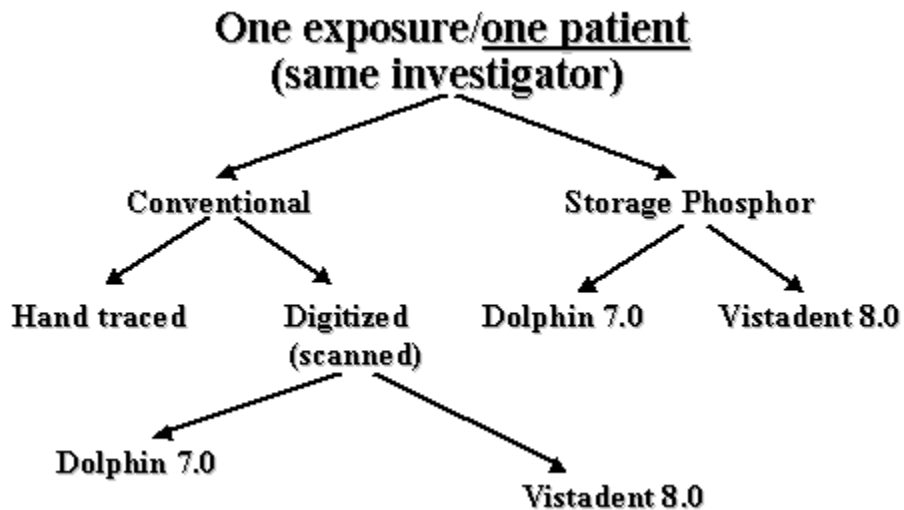 One exposure/one patient
(same investigator)
Conventional
Storage Phosphor
Hand traced
Digitized
(scanned)
Dolphin 7.0
Vistadent 8.0
Dolphin 7.0
Vistadent 8.0